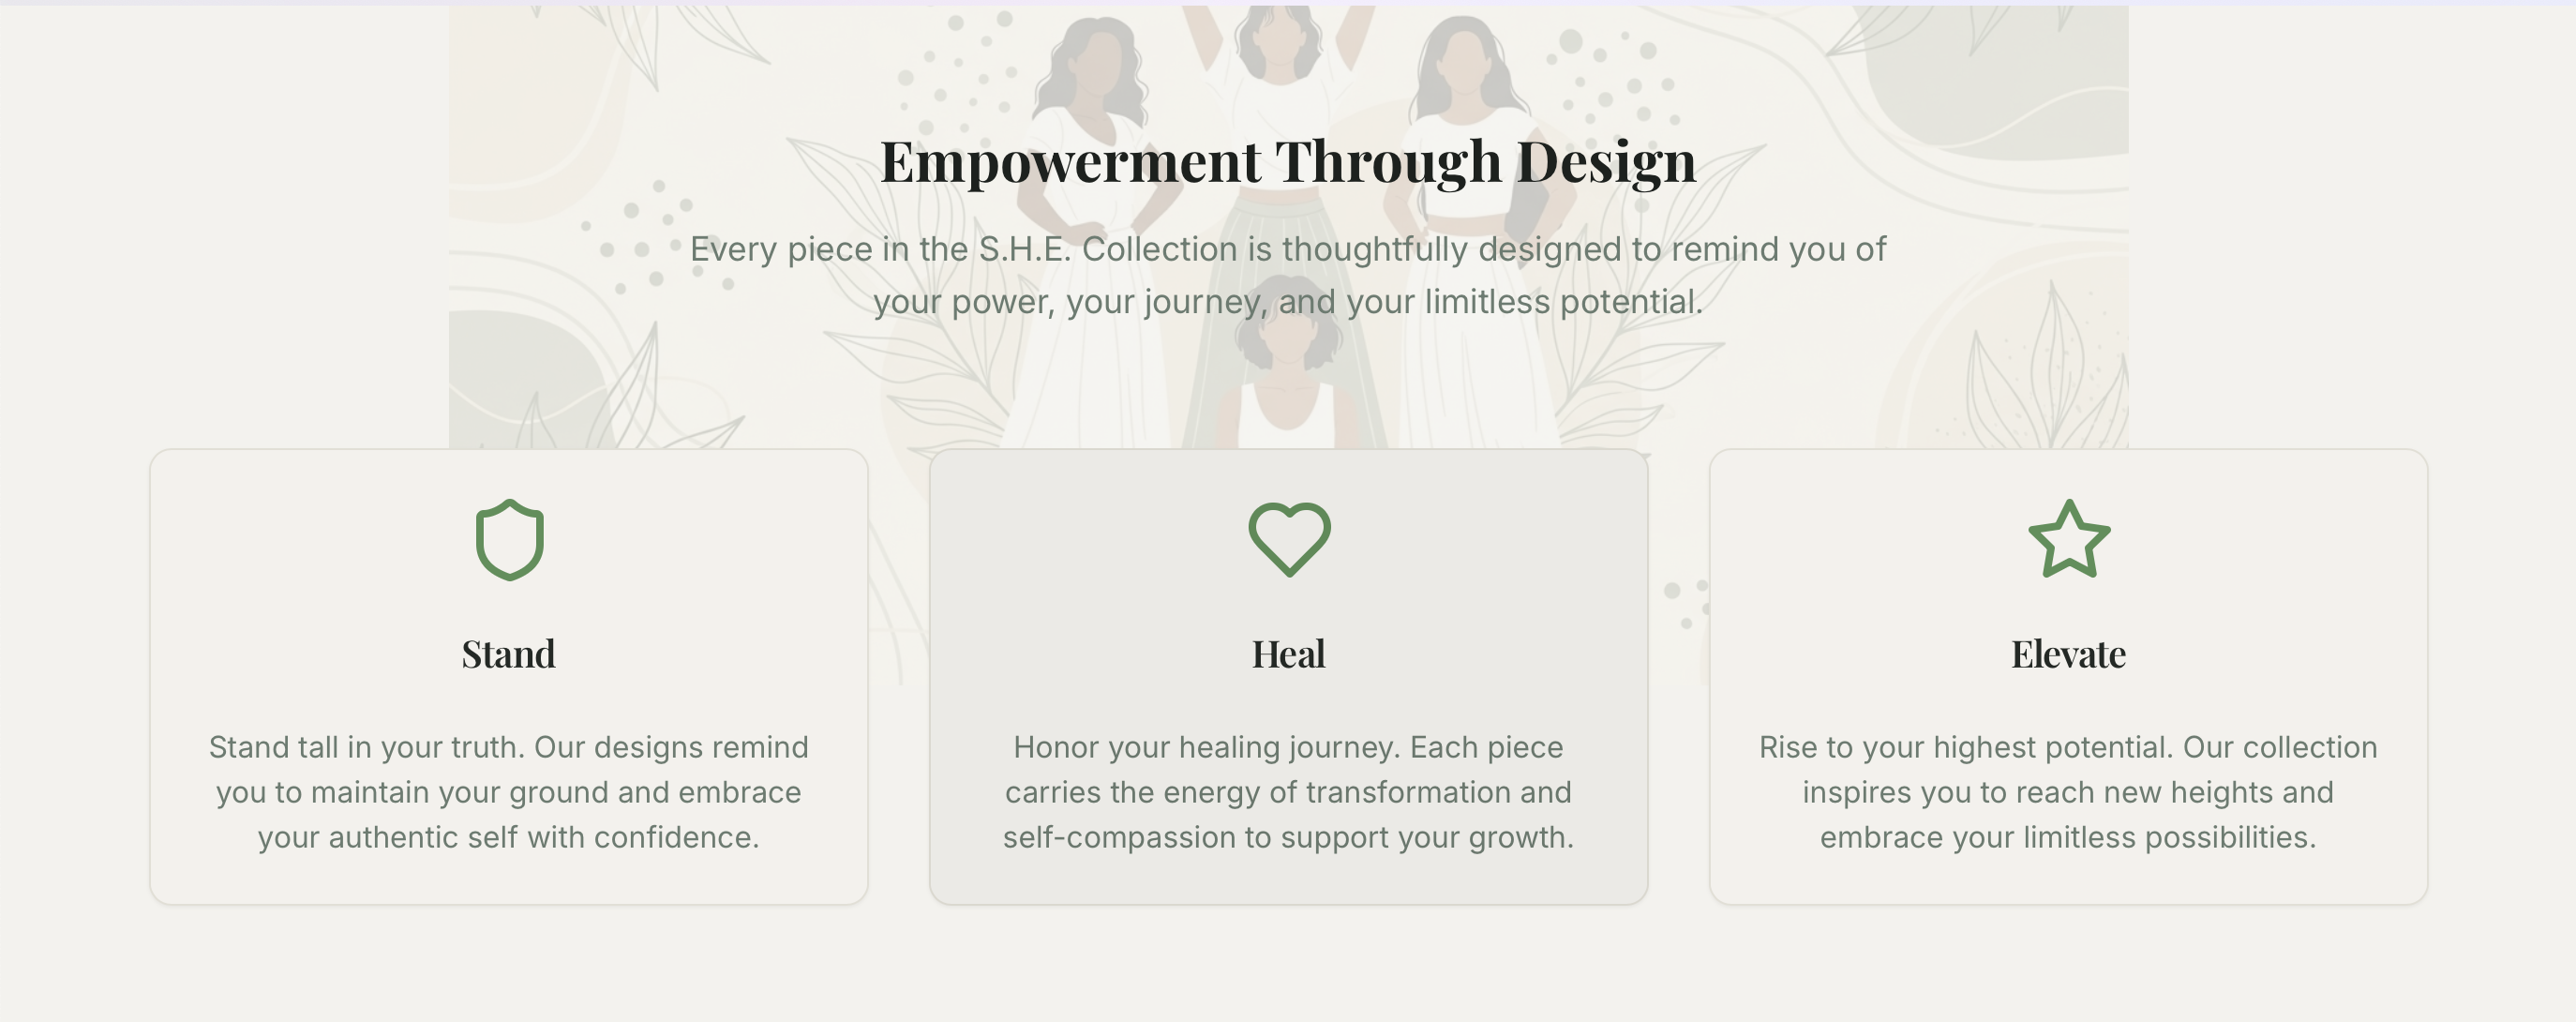 Empowerment Through Design
Every piece in the S.H.E. Collection is thoughtfully designed to remind you of
your power, your journey, and your limitless potential.
Stand
Stand tall in your truth. Our designs remind
you to maintain your ground and embrace
your authentic self with confidence.
Heal
Honor your healing journey. Each piece
carries the energy of transformation and
self-compassion to support your growth.
Elevate
Rise to your highest potential. Our collection
inspires you to reach new heights and
embrace your limitless possibilities.